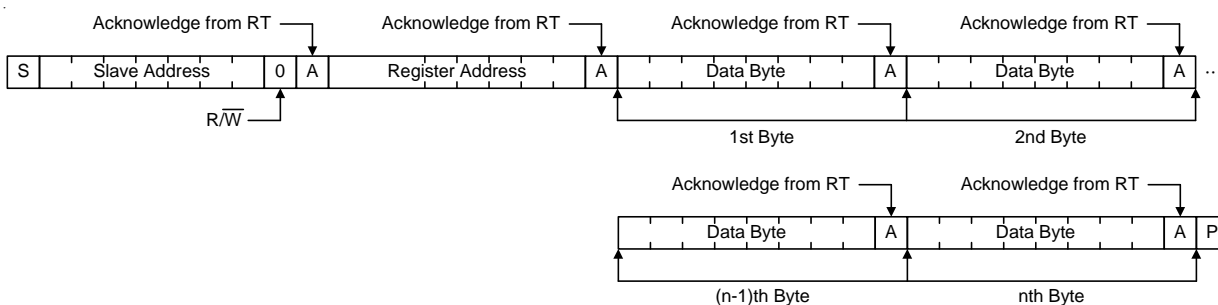 Acknowledge from RT Acknowledge from RT Acknowledge from RT Acknowledge from RT
S Slave Address 0 A Register Address A Data Byte A Data Byte A ..
R/W̅
1st Byte 2nd Byte
Acknowledge from RT Acknowledge from RT
Data Byte A Data Byte A P
(n-1)th Byte nth Byte